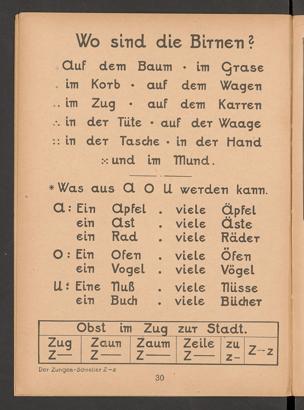 Wo sind die Birnen?
. Auf dem Baum · im Grase
. im Korb · auf dem Wagen
.. im Zug · auf dem Karren
∴ in der Tüte · auf der Waage
:: in der Tasche · in der Hand
⁙ und im Mund.
* Was aus A O U werden kann.
A: Ein Apfel . viele Äpfel
ein Ast . viele Äste
ein Rad . viele Räder
O: Ein Ofen . viele Öfen
ein Vogel . viele Vögel
U: Eine Nuß . viele Nüsse
ein Buch . viele Bücher
Obst im Zug zur Stadt.
Zug Zaun Zaum Zeile zu Z–z
Z— Z— Z— Z— z–
Der Zungen-Schneller Z–z
30